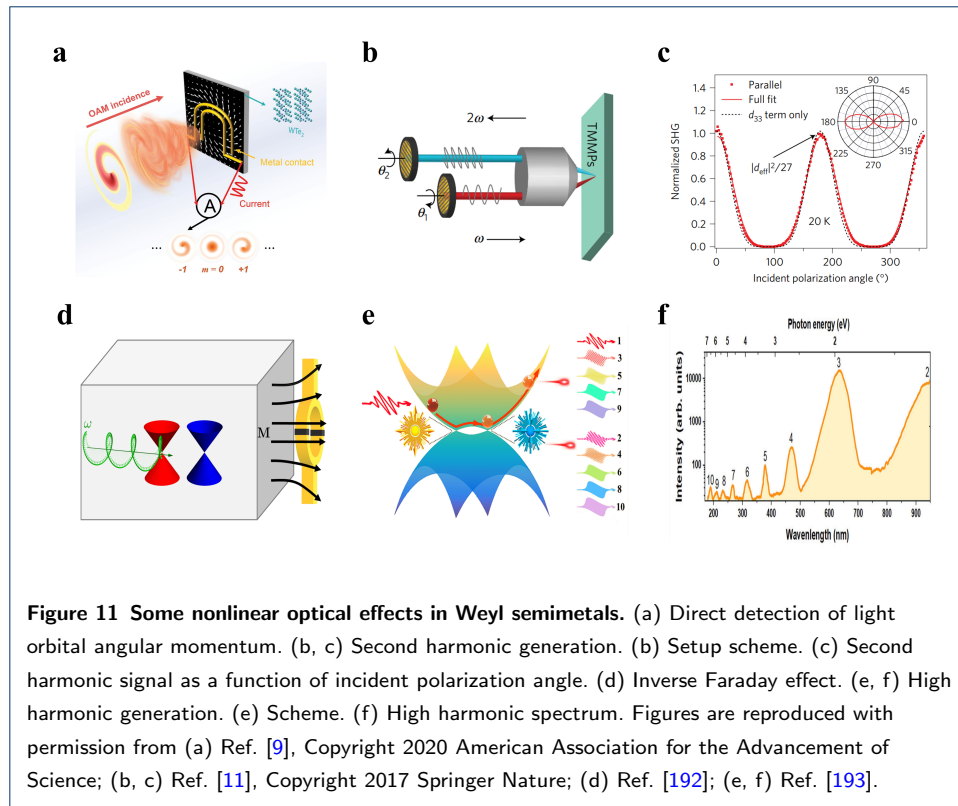 a
OAM incidence
WTe2
Metal contact
Current
A
... ...
-1 m = 0 +1
b
2ω
TMMPs
θ2
θ1
ω
c
Normalized SHG
1.4
1.2
1.0
0.8
0.6
0.4
0.2
0.0
Parallel
Full fit
d33 term only
90
135 45
180 0
225 315
270
|deff|²/27
20 K
0 100 200 300
Incident polarization angle (°)
d
ω
M
e
1
3
5
7
9
2
4
6
8
10
f
Photon energy (eV)
7 6 5 4 3 2
Intensity (arb. units)
10000
100
10 9 8 7 6 5 4 3 2
200 300 400 500 600 700 800 900
Wavelength (nm)
Figure 11 Some nonlinear optical effects in Weyl semimetals. (a) Direct detection of light
orbital angular momentum. (b, c) Second harmonic generation. (b) Setup scheme. (c) Second
harmonic signal as a function of incident polarization angle. (d) Inverse Faraday effect. (e, f) High
harmonic generation. (e) Scheme. (f) High harmonic spectrum. Figures are reproduced with
permission from (a) Ref. [9], Copyright 2020 American Association for the Advancement of
Science; (b, c) Ref. [11], Copyright 2017 Springer Nature; (d) Ref. [192]; (e, f) Ref. [193].